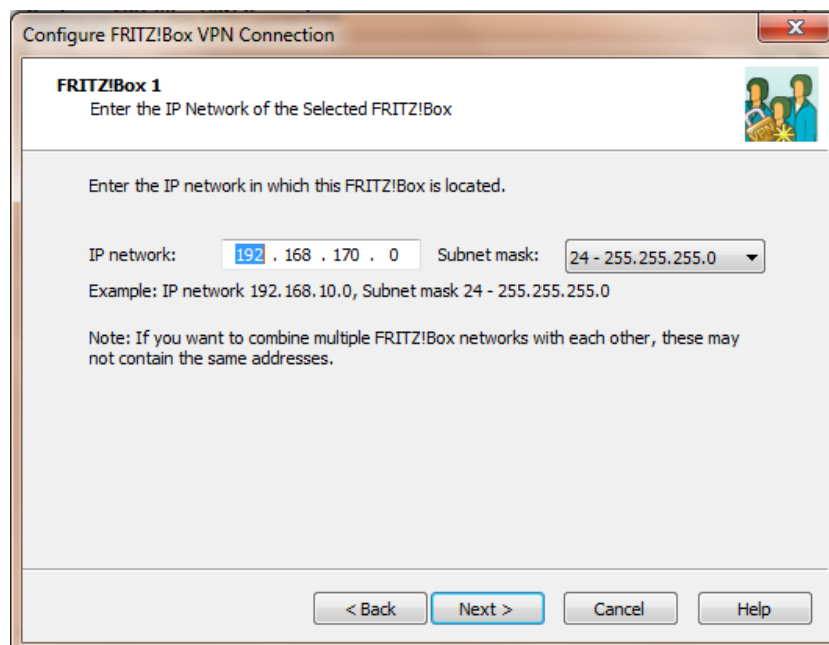 Configure FRITZ!Box VPN Connection
FRITZ!Box 1
Enter the IP Network of the Selected FRITZ!Box
Enter the IP network in which this FRITZ!Box is located.
IP network: 192 . 168 . 170 . 0 Subnet mask: 24 - 255.255.255.0
Example: IP network 192.168.10.0, Subnet mask 24 - 255.255.255.0
Note: If you want to combine multiple FRITZ!Box networks with each other, these may
not contain the same addresses.
< Back Next > Cancel Help